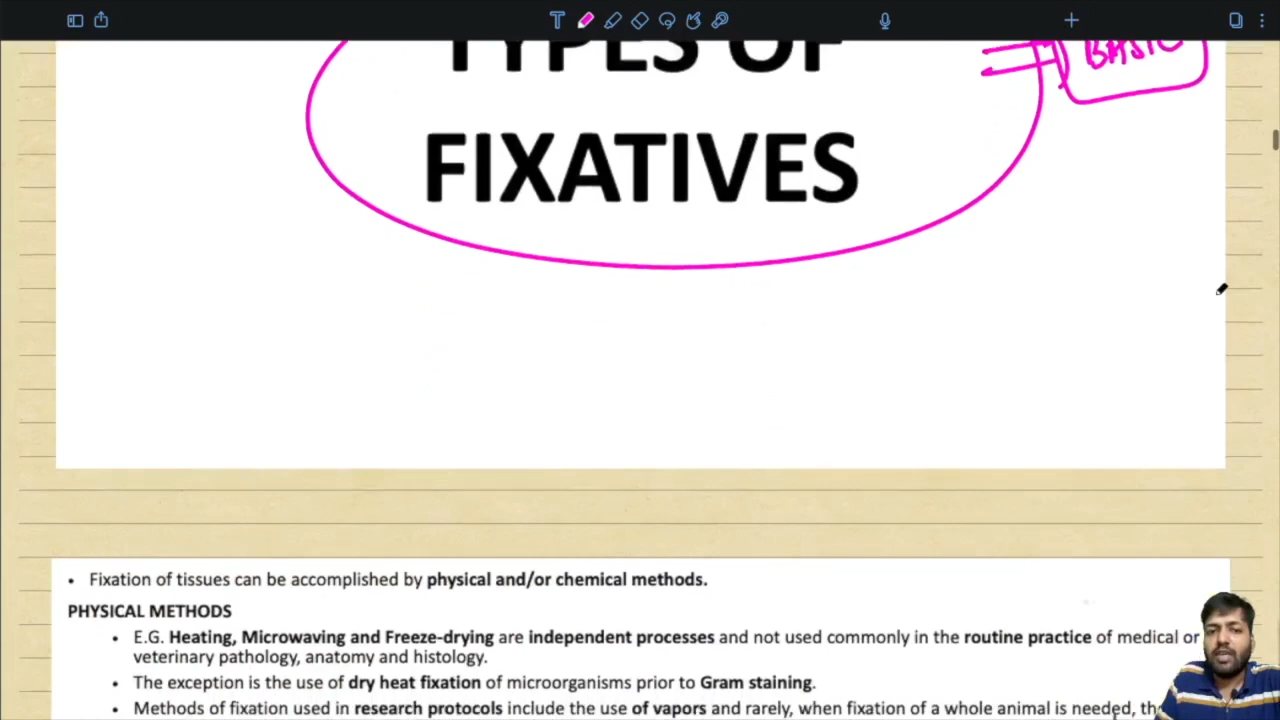 TYPES OF
BASIC
FIXATIVES
• Fixation of tissues can be accomplished by physical and/or chemical methods.
PHYSICAL METHODS
• E.G. Heating, Microwaving and Freeze-drying are independent processes and not used commonly in the routine practice of medical or
veterinary pathology, anatomy and histology.
• The exception is the use of dry heat fixation of microorganisms prior to Gram staining.
• Methods of fixation used in research protocols include the use of vapors and rarely, when fixation of a whole animal is needed,